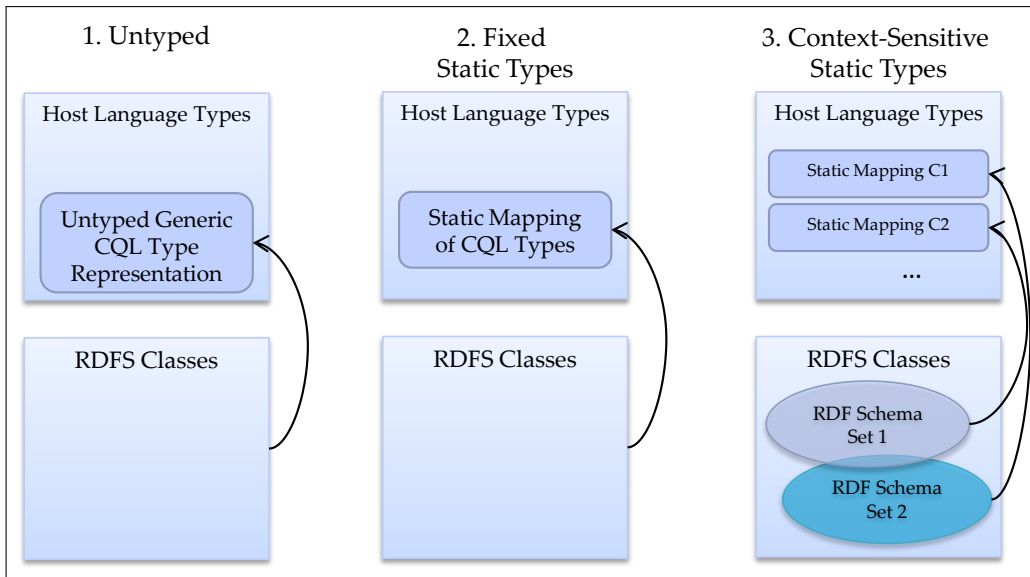 1. Untyped
Host Language Types
Untyped Generic
CQL Type
Representation
RDFS Classes
2. Fixed
Static Types
Host Language Types
Static Mapping
of CQL Types
RDFS Classes
3. Context-Sensitive
Static Types
Host Language Types
Static Mapping C1
Static Mapping C2
...
RDFS Classes
RDF Schema
Set 1
RDF Schema
Set 2